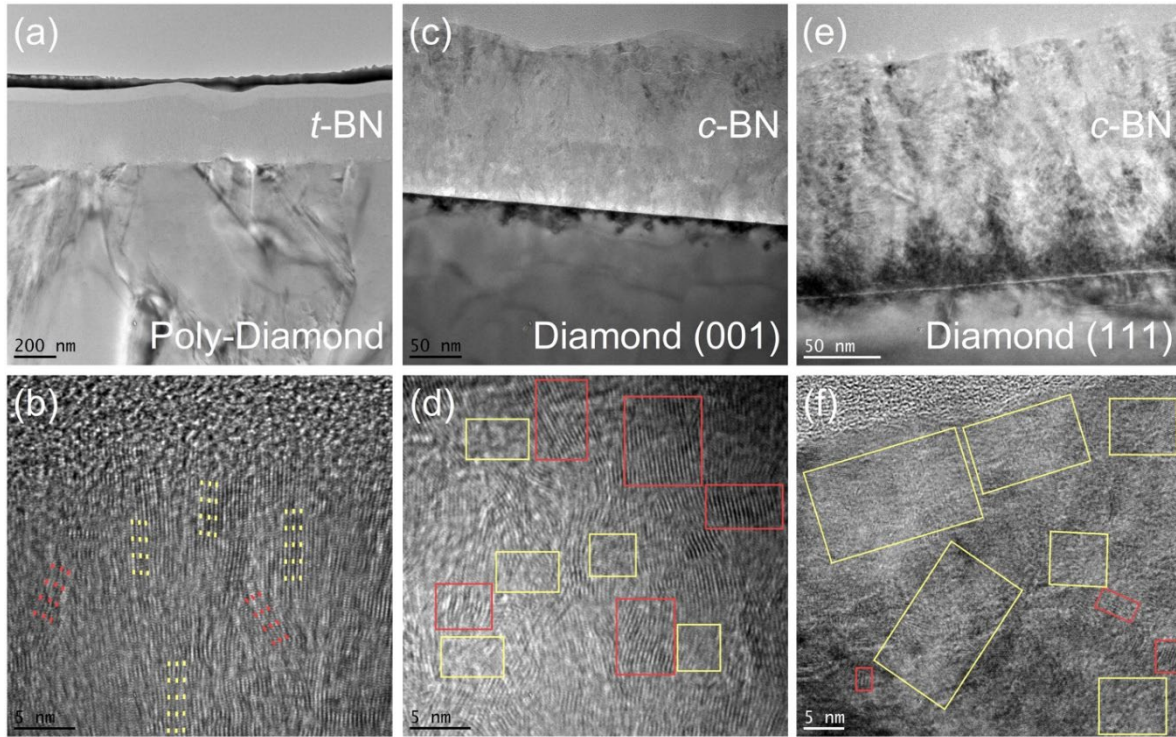 (a)
t-BN
Poly-Diamond
200 nm
(c)
c-BN
Diamond (001)
50 nm
(e)
c-BN
Diamond (111)
50 nm
(b)
5 nm
(d)
5 nm
(f)
5 nm